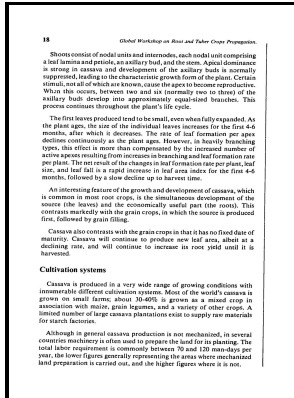 18 Global Workshop on Root and Tuber Crops Propagation.
Shoots consist of nodal units and internodes, each nodal unit comprising
a leaf lamina and petiole, an axillary bud, and the stem. Apical dominance
is strong in cassava and development of the axillary buds is normally
suppressed, leading to the characteristic growth form of the plant. Certain
stimuli, not all of which are known, cause the apex to become reproductive.
When this occurs, between two and six (normally two to three) of the
axillary buds develop into approximately equal-sized branches. This
process continues throughout the plant's life cycle.
The first leaves produced tend to be small, even when fully expanded. As
the plant ages, the size of the individual leaves increases for the first 4-6
months, after which it decreases. The rate of leaf formation per apex
declines continuously as the plant ages. However, in heavily branching
types, this effect is more than compensated by the increased number of
active apexes resulting from increases in branching and leaf formation rate
per plant. The net result of the changes in leaf formation rate per plant, leaf
size, and leaf fall is a rapid increase in leaf area index for the first 4-6
months, followed by a slow decline up to harvest time.
An interesting feature of the growth and development of cassava, which
is common in most root crops, is the simultaneous development of the
source (the leaves) and the economically useful part (the roots). This
contrasts markedly with the grain crops, in which the source is produced
first, followed by grain filling.
Cassava also contrasts with the grain crops in that it has no fixed date of
maturity. Cassava will continue to produce new leaf area, albeit at a
declining rate, and will continue to increase its root yield until it is
harvested.
Cultivation systems
Cassava is produced in a very wide range of growing conditions with
innumerable different cultivation systems. Most of the world's cassava is
grown on small farms; about 30-40% is grown as a mixed crop in
association with maize, grain legumes, and a variety of other crops. A
limited number of large cassava plantations exist to supply raw materials
for starch factories.
Although in general cassava production is not mechanized, in several
countries machinery is often used to prepare the land for its planting. The
total labor requirement is commonly between 70 and 120 man-days per
year, the lower figures generally representing the areas where mechanized
land preparation is carried out, and the higher figures where it is not.